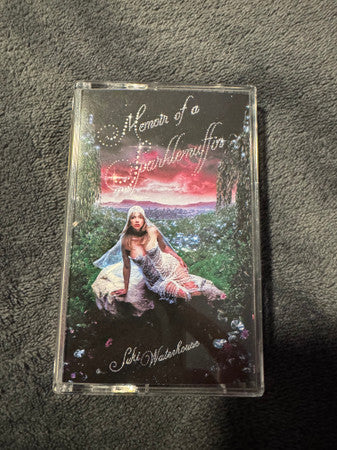 Memoir of a
Sparklemuffin
Suki Waterhouse